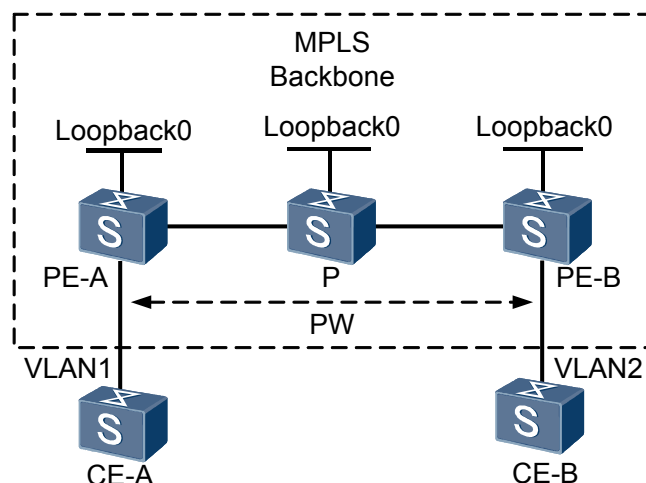 MPLS
Backbone
Loopback0 Loopback0 Loopback0
S S S
PE-A P PE-B
PW
VLAN1 VLAN2
S S
CE-A CE-B